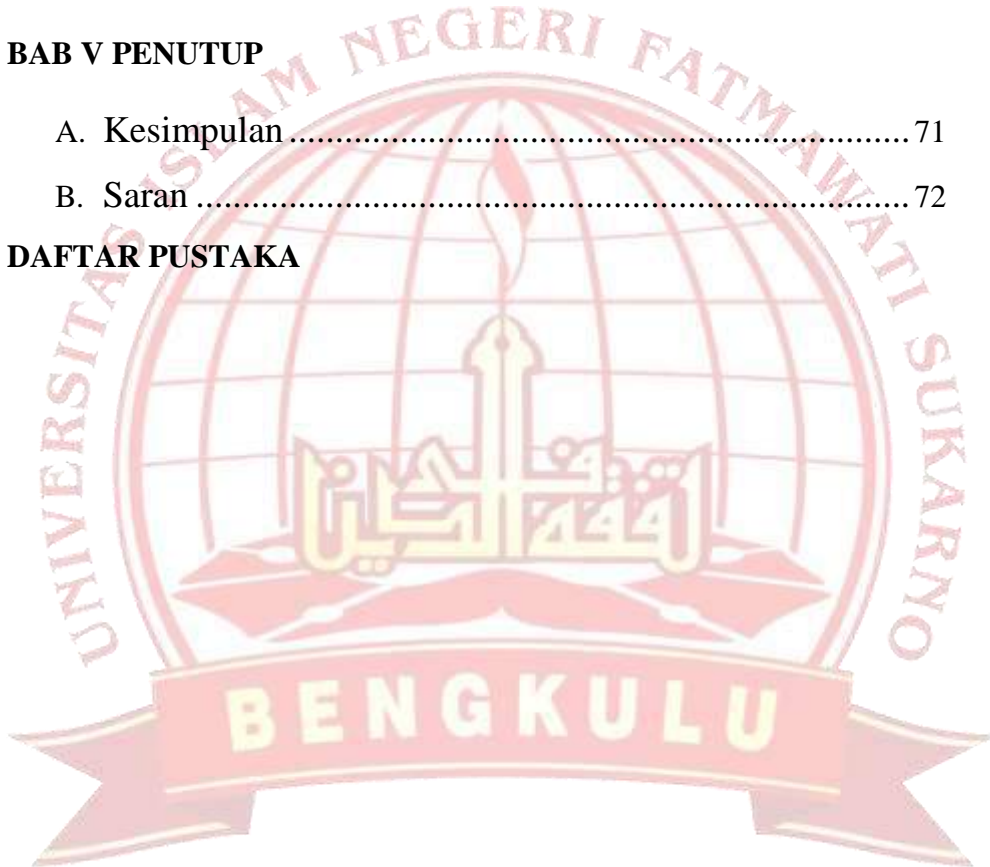 BAB V PENUTUP
A. Kesimpulan.................................................................. 71
B. Saran ............................................................................ 72
DAFTAR PUSTAKA
UNIVERSITAS ISLAM NEGERI FATMAWATI SUKARNO
BENGKULU